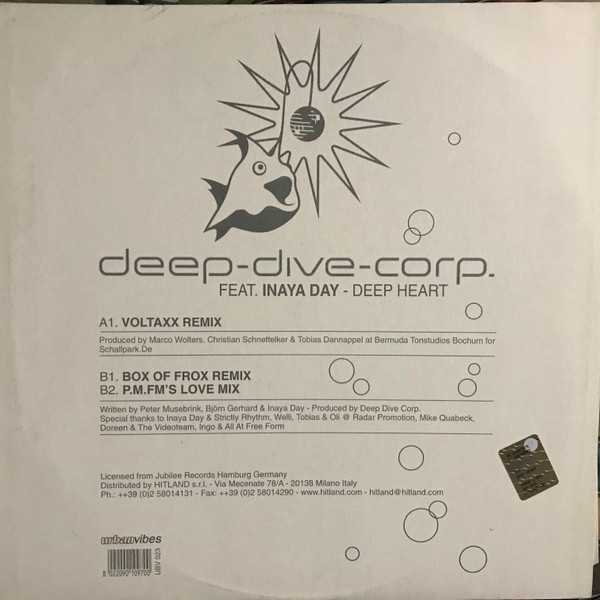 deep-dive-corp.
FEAT. INAYA DAY - DEEP HEART
A1. VOLTAXX REMIX
Produced by Marco Wolters, Christian Schnettelker & Tobias Dannappel at Bermuda Tonstudios Bochum for
Schallpark.De
B1. BOX OF FROX REMIX
B2. P.M.FM'S LOVE MIX
Written by Peter Musebrink, Björn Gerhard & Inaya Day - Produced by Deep Dive Corp.
Special thanks to Inaya Day & Strictly Rhythm, Welli, Tobias & Oli @ Radar Promotion, Mike Quabeck,
Doreen & The Videoteam, Ingo & All At Free Form
Licensed from Jubilee Records Hamburg Germany
Distributed by HITLAND s.r.l. - Via Mecenate 78/A - 20138 Milano Italy
Ph.: ++39 (0)2 58014131 - Fax: ++39 (0)2 58014290 - www.hitland.com - hitland@hitland.com
urbanvibes
8 022090 109700
UBV 023